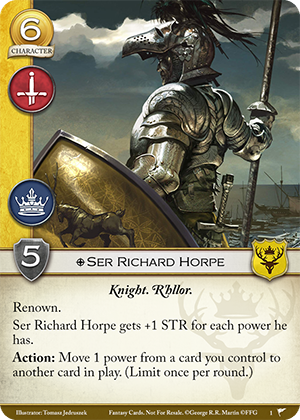 6
CHARACTER
5
Ser Richard Horpe
Knight. R'hllor.
Renown.
Ser Richard Horpe gets +1 STR for each power he
has.
Action: Move 1 power from a card you control to
another card in play. (Limit once per round.)
Illustrator: Tomasz Jedruszek Fantasy Cards. Not For Resale. ©George R.R. Martin ©FFG 1